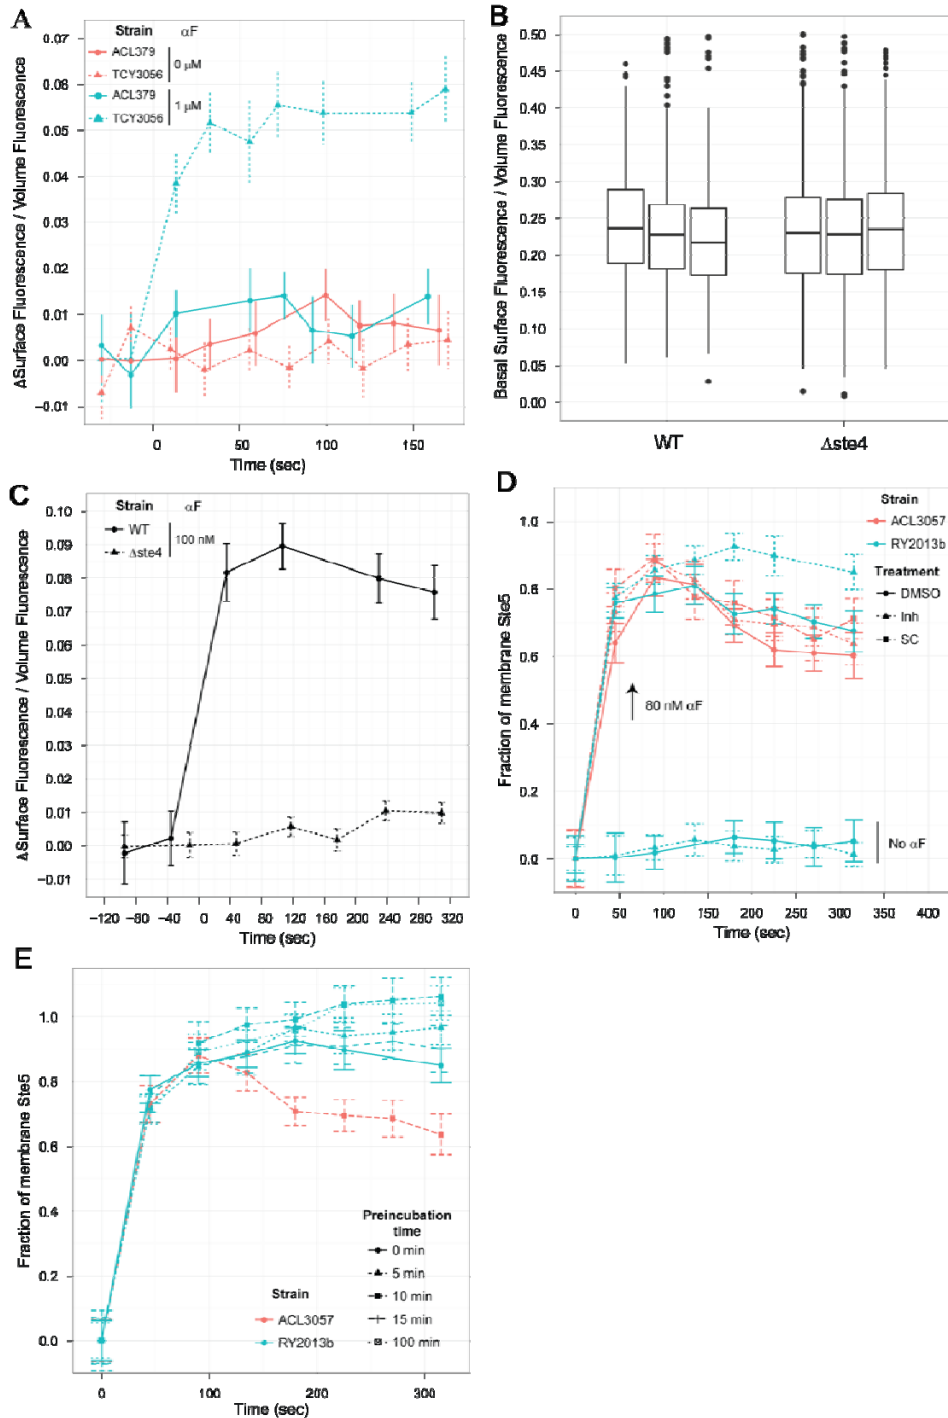 A
Strain αF
ACL379
TCY3056
0 µM
ACL379
TCY3056
1 µM
ΔSurface Fluorescence / Volume Fluorescence
0.07
0.06
0.05
0.04
0.03
0.02
0.01
0.00
−0.01
0 50 100 150
Time (sec)
B
Basal Surface Fluorescence / Volume Fluorescence
0.50
0.45
0.40
0.35
0.30
0.25
0.20
0.15
0.10
0.05
0.00
WT Δste4
C
Strain αF
WT
Δste4
100 nM
ΔSurface Fluorescence / Volume Fluorescence
0.10
0.09
0.08
0.07
0.06
0.05
0.04
0.03
0.02
0.01
0.00
−0.01
−120 −80 −40 0 40 80 120 160 200 240 280 320
Time (sec)
D
Strain
ACL3057
RY2013b
Treatment
DMSO
Inh
SC
Fraction of membrane Ste5
1.0
0.8
0.6
0.4
0.2
0.0
80 nM αF
No αF
0 50 100 150 200 250 300 350 400
Time (sec)
E
Fraction of membrane Ste5
1.0
0.8
0.6
0.4
0.2
0.0
Strain
ACL3057
RY2013b
Preincubation
time
0 min
5 min
10 min
15 min
100 min
0 100 200 300
Time (sec)